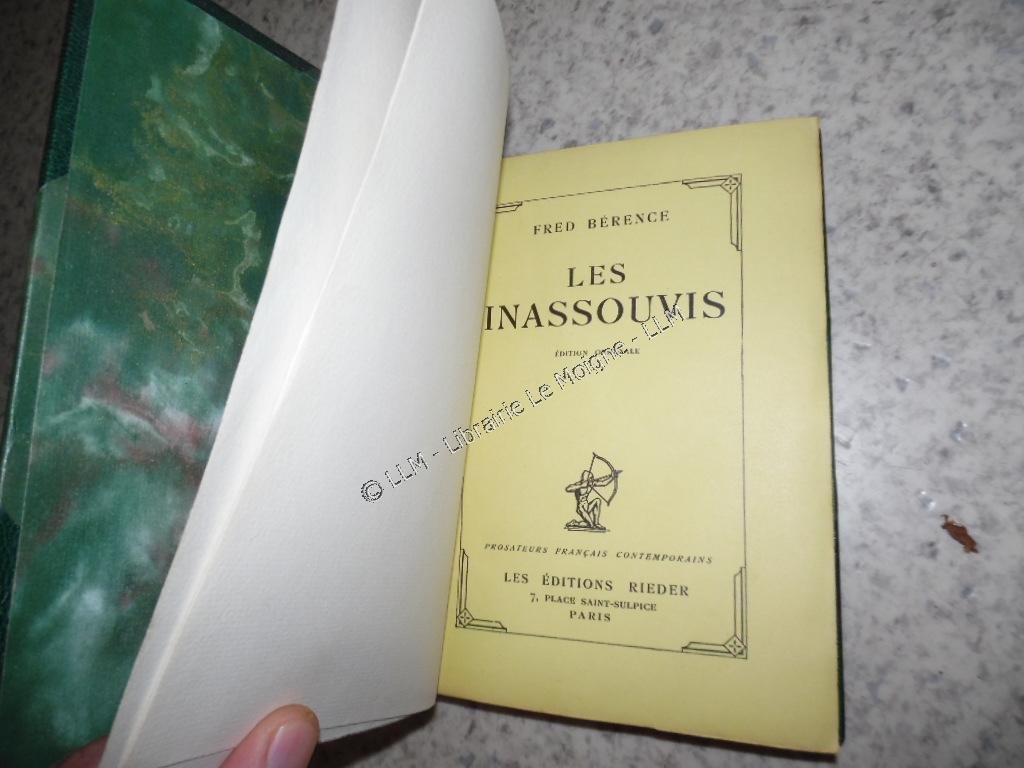 FRED BÉRENCE
LES
INASSOUVIS
ÉDITION ORIGINALE
© LLM - Librairie Le Moigne - LLM
PROSATEURS FRANÇAIS CONTEMPORAINS
LES ÉDITIONS RIEDER
7, PLACE SAINT-SULPICE
PARIS